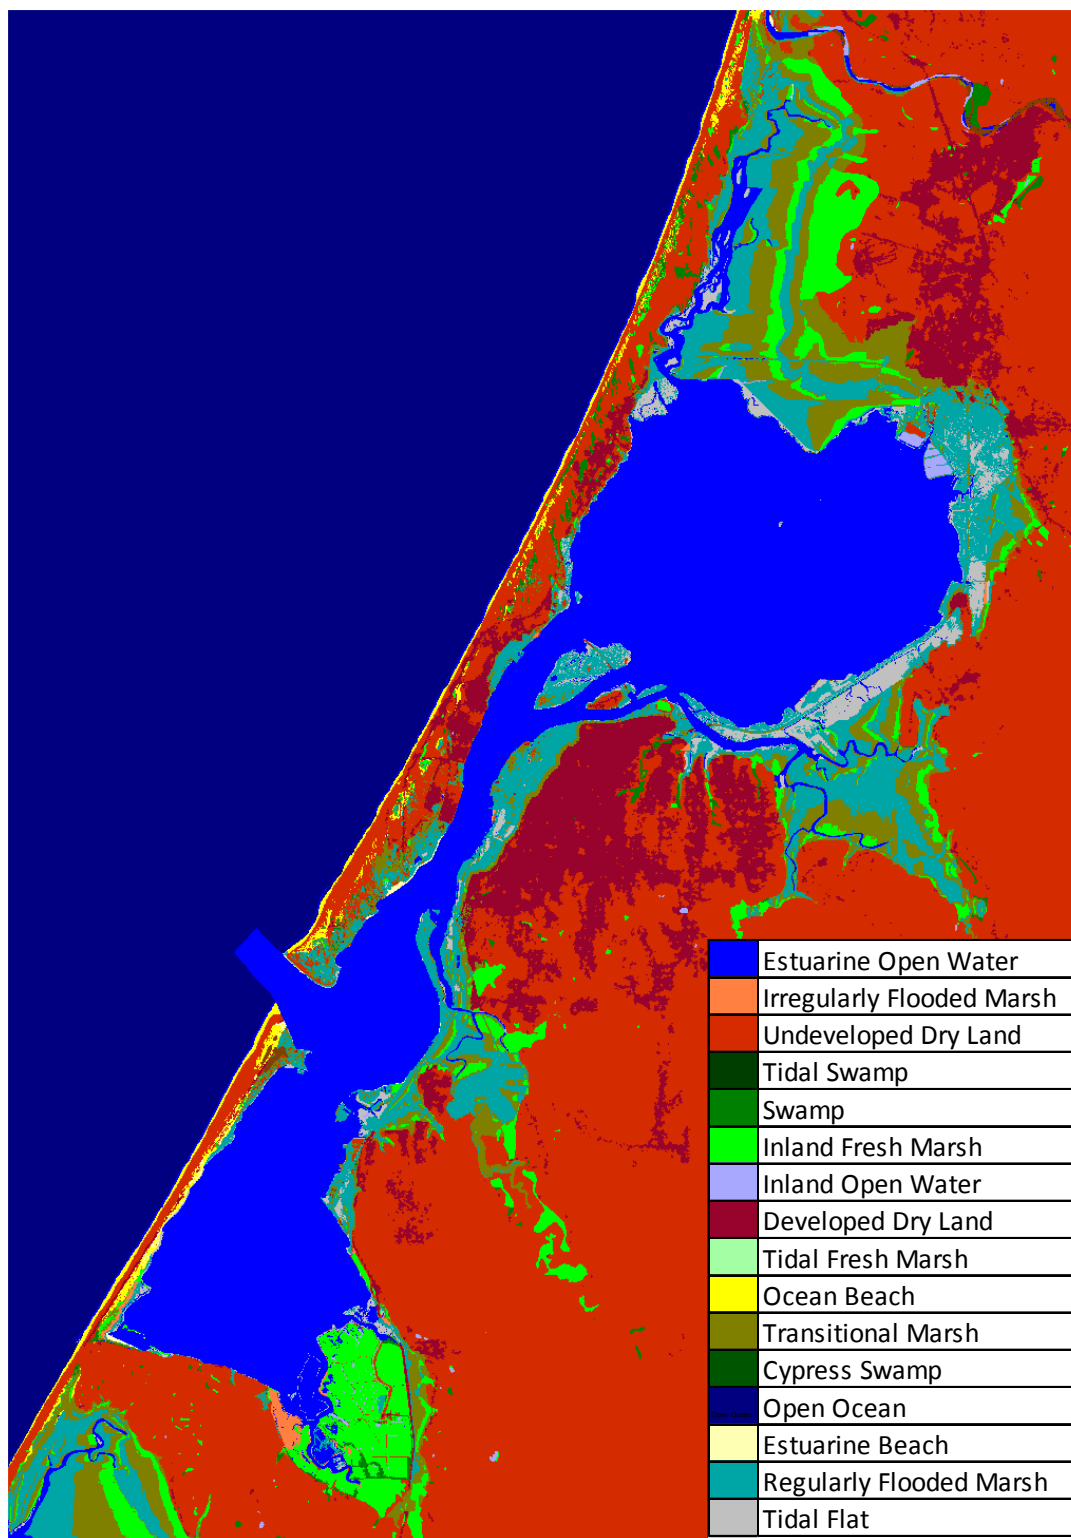 Estuarine Open Water
Irregularly Flooded Marsh
Undeveloped Dry Land
Tidal Swamp
Swamp
Inland Fresh Marsh
Inland Open Water
Developed Dry Land
Tidal Fresh Marsh
Ocean Beach
Transitional Marsh
Cypress Swamp
Open Ocean
Estuarine Beach
Regularly Flooded Marsh
Tidal Flat